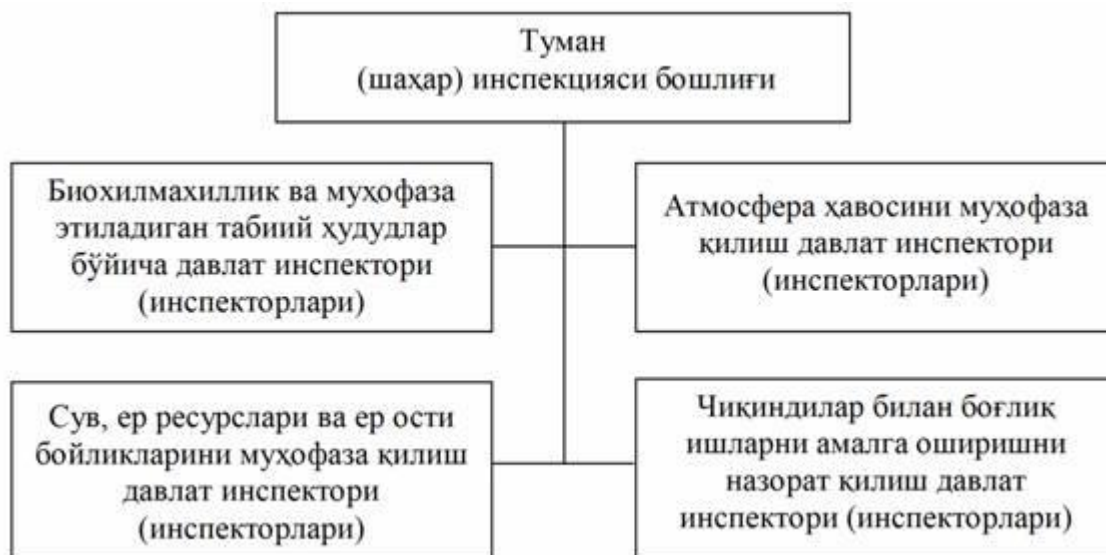 Туман
(шаҳар) инспекцияси бошлиғи
Биохилмахиллик ва муҳофаза
этиладиган табиий ҳудудлар
бўйича давлат инспектори
(инспекторлари)
Атмосфера ҳавосини муҳофаза
қилиш давлат инспектори
(инспекторлари)
Сув, ер ресурслари ва ер ости
бойликларини муҳофаза қилиш
давлат инспектори
(инспекторлари)
Чиқиндилар билан боғлиқ
ишларни амалга оширишни
назорат қилиш давлат
инспектори (инспекторлари)